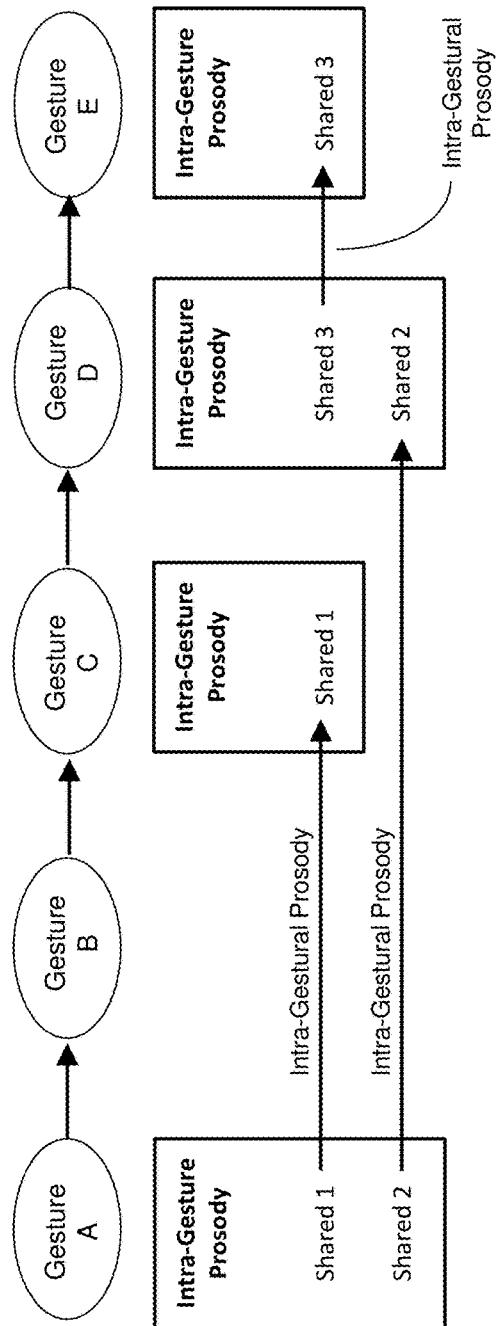 Gesture
A
Gesture
B
Gesture
C
Gesture
D
Gesture
E
Intra-Gesture
Prosody
Shared 1
Shared 2
Intra-Gestural Prosody
Intra-Gestural Prosody
Intra-Gesture
Prosody
Shared 1
Intra-Gesture
Prosody
Shared 3
Shared 2
Intra-Gesture
Prosody
Shared 3
Intra-Gestural
Prosody